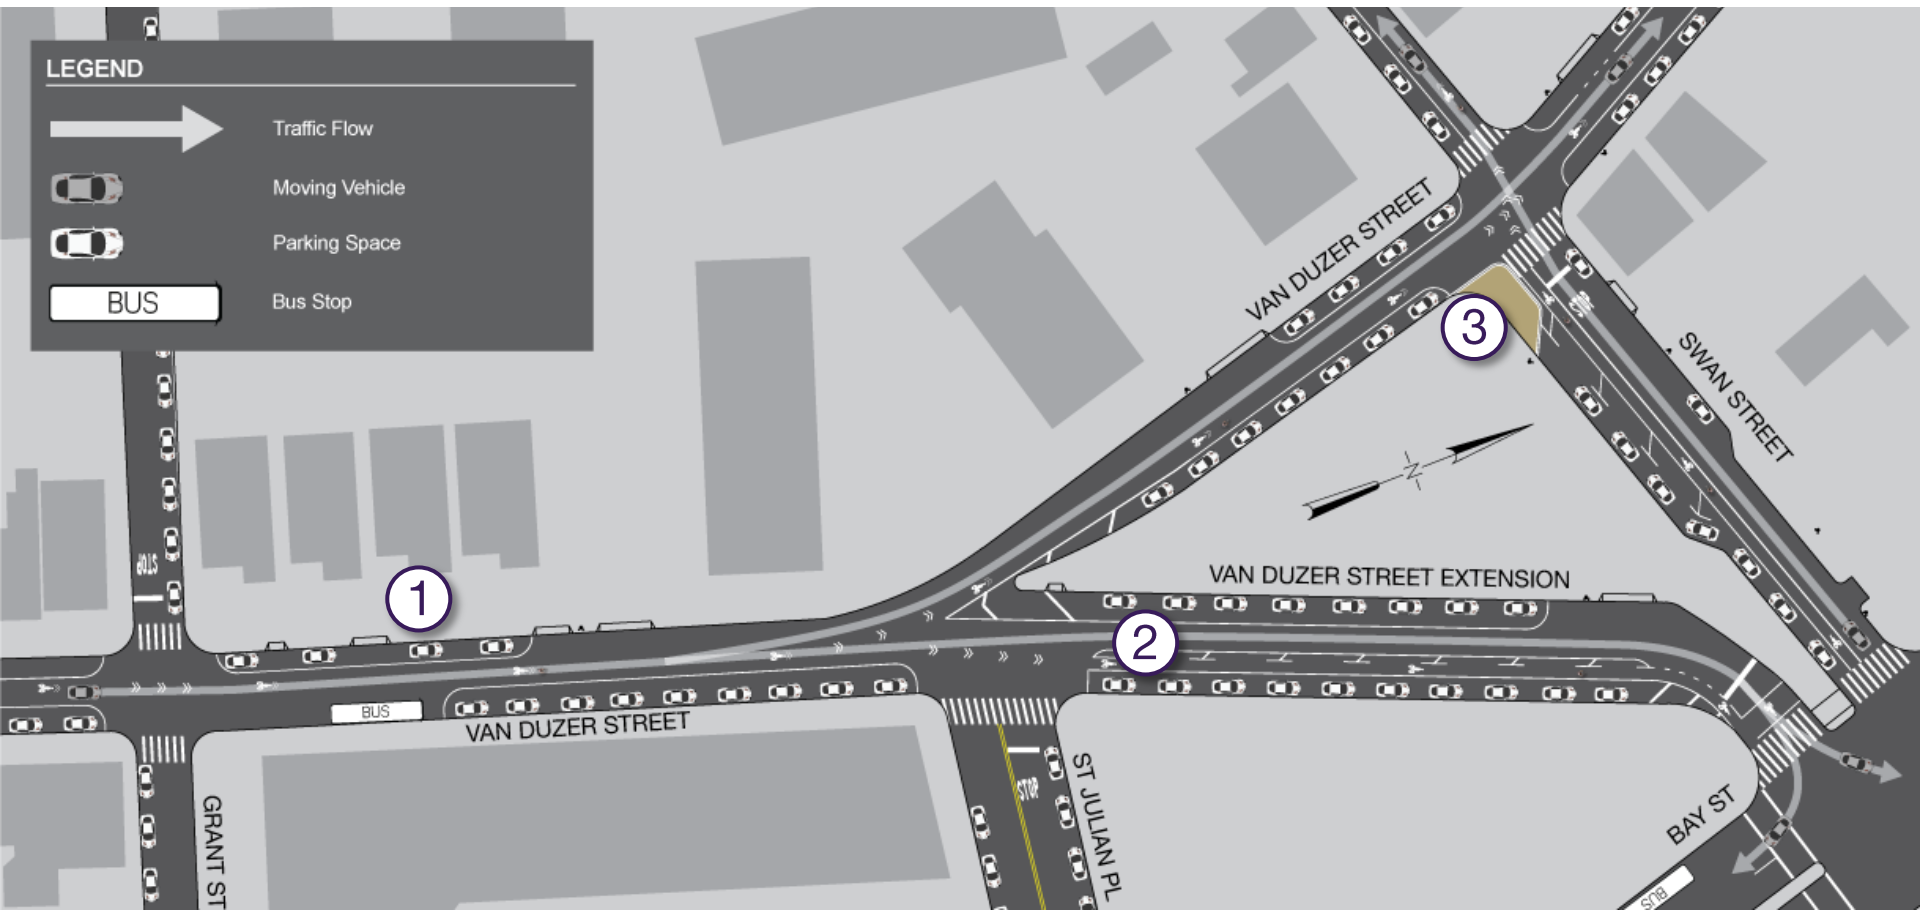 LEGEND
Traffic Flow
Moving Vehicle
Parking Space
BUS
Bus Stop
VAN DUZER STREET
3
SWAN STREET
N
STOP
1
VAN DUZER STREET EXTENSION
2
BUS
VAN DUZER STREET
STOP
ST JULIAN PL
GRANT ST
BAY ST
BUS